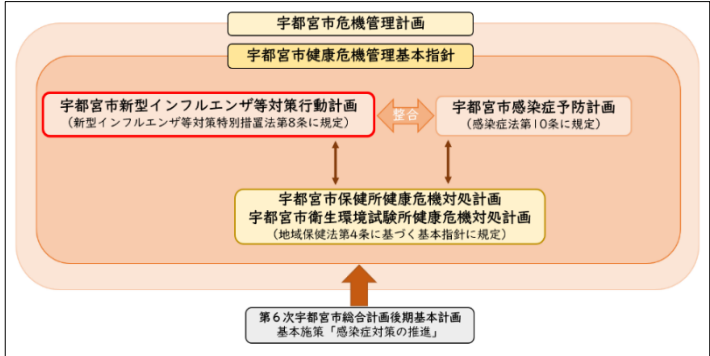 宇都宮市危機管理計画
宇都宮市健康危機管理基本指針
宇都宮市新型インフルエンザ等対策行動計画
（新型インフルエンザ等対策特別措置法第8条に規定）
整合
宇都宮市感染症予防計画
（感染症法第10条に規定）
宇都宮市保健所健康危機対処計画
宇都宮市衛生環境試験所健康危機対処計画
（地域保健法第4条に基づく基本指針に規定）
第6次宇都宮市総合計画後期基本計画
基本施策「感染症対策の推進」